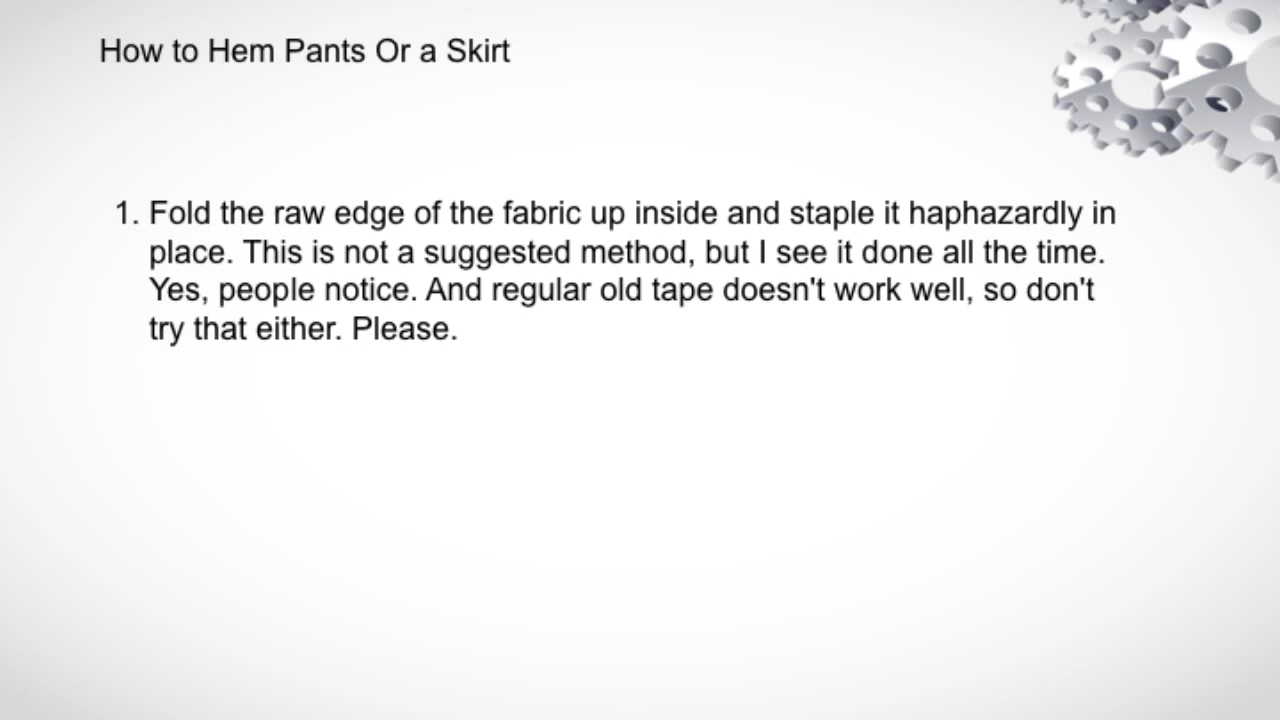 How to Hem Pants Or a Skirt
1. Fold the raw edge of the fabric up inside and staple it haphazardly in
place. This is not a suggested method, but I see it done all the time.
Yes, people notice. And regular old tape doesn't work well, so don't
try that either. Please.